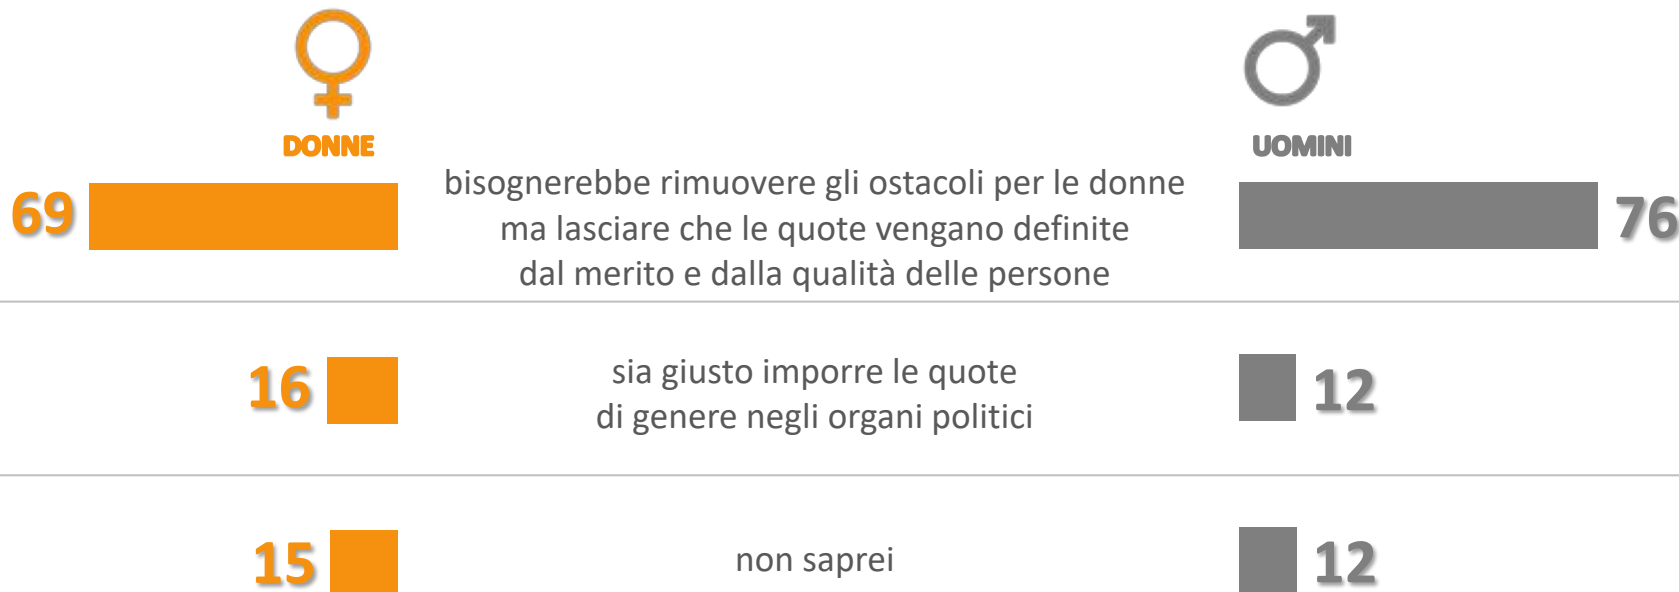 DONNE
UOMINI
69
bisognerebbe rimuovere gli ostacoli per le donne
ma lasciare che le quote vengano definite
dal merito e dalla qualità delle persone
76
16
sia giusto imporre le quote
di genere negli organi politici
12
15
non saprei
12